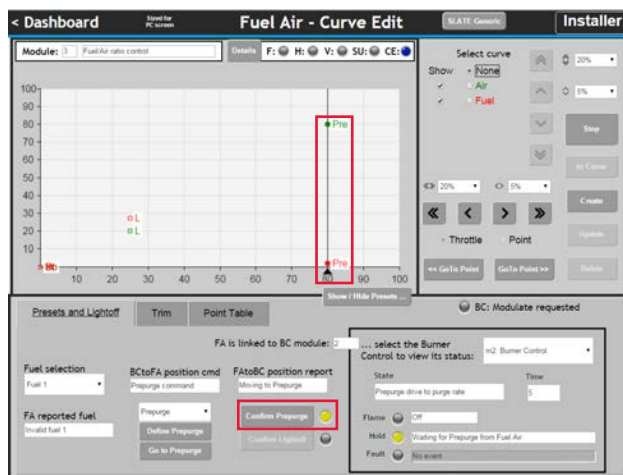 < Dashboard
Sized for
PC screen
Fuel Air - Curve Edit
SLATE Generic
Installer
Module: 3 Fuel/Air ratio control
Details
F: H: V: SU: CE:
Select curve
Show
None
Air
Fuel
20%
5%
Stop
In Curve
Create
Update
Delete
20%
5%
Throttle
Point
<< GoTo Point
GoTo Point >>
100
90
80
70
60
50
40
30
20
10
Pre
L
L
Pre
10 20 30 40 50 60 70 80 90 100
Show / Hide Presets ...
BC: Modulate requested
Presets and Lightoff
Trim
Point Table
FA is linked to BC module: 2
Fuel selection
Fuel 1
FA reported fuel
Invalid fuel 1
BCtoFA position cmd
Prepurge command
Prepurge
Define Prepurge
Go to Prepurge
FAtoBC position report
Moving to Prepurge
Confirm Prepurge
Confirm Lightoff
... select the Burner
Control to view its status:
m2: Burner Control
State
Prepurge drive to purge rate
Time
5
Flame
Off
Hold
Waiting for Prepurge from Fuel Air
Fault
No event